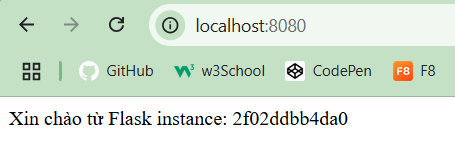 localhost:8080
GitHub
w3School
CodePen
F8
F8
Xin chào từ Flask instance: 2f02ddbb4da0